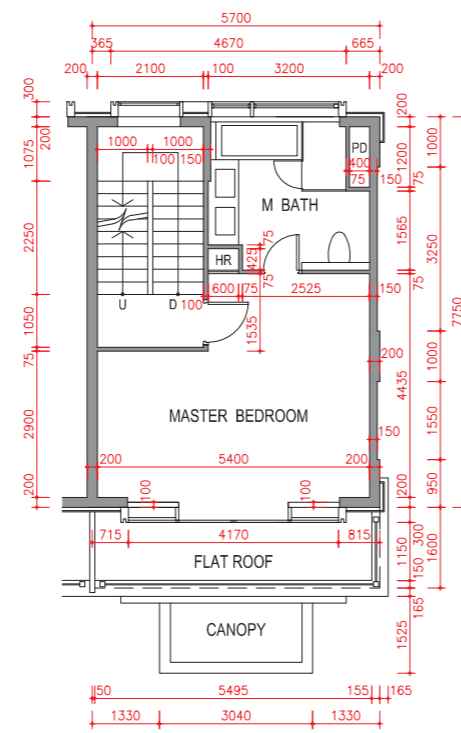 5700
365 4670 665
200 2100 100 3200 200
300
200
1075
2250
1050
75
2900
200
200
1200
75
1565
75
4435
200
300
1150
150
165
1525
1000
3250
1000
1550
950
1600
7750
1000 1000
100 150
PD
400
75 150
M BATH
75
HR
425
75
600 75 2525 150
U D 100
1535
200
MASTER BEDROOM
150
200 5400 200
100 100
715 4170 815
FLAT ROOF
CANOPY
50 5495 155 165
1330 3040 1330